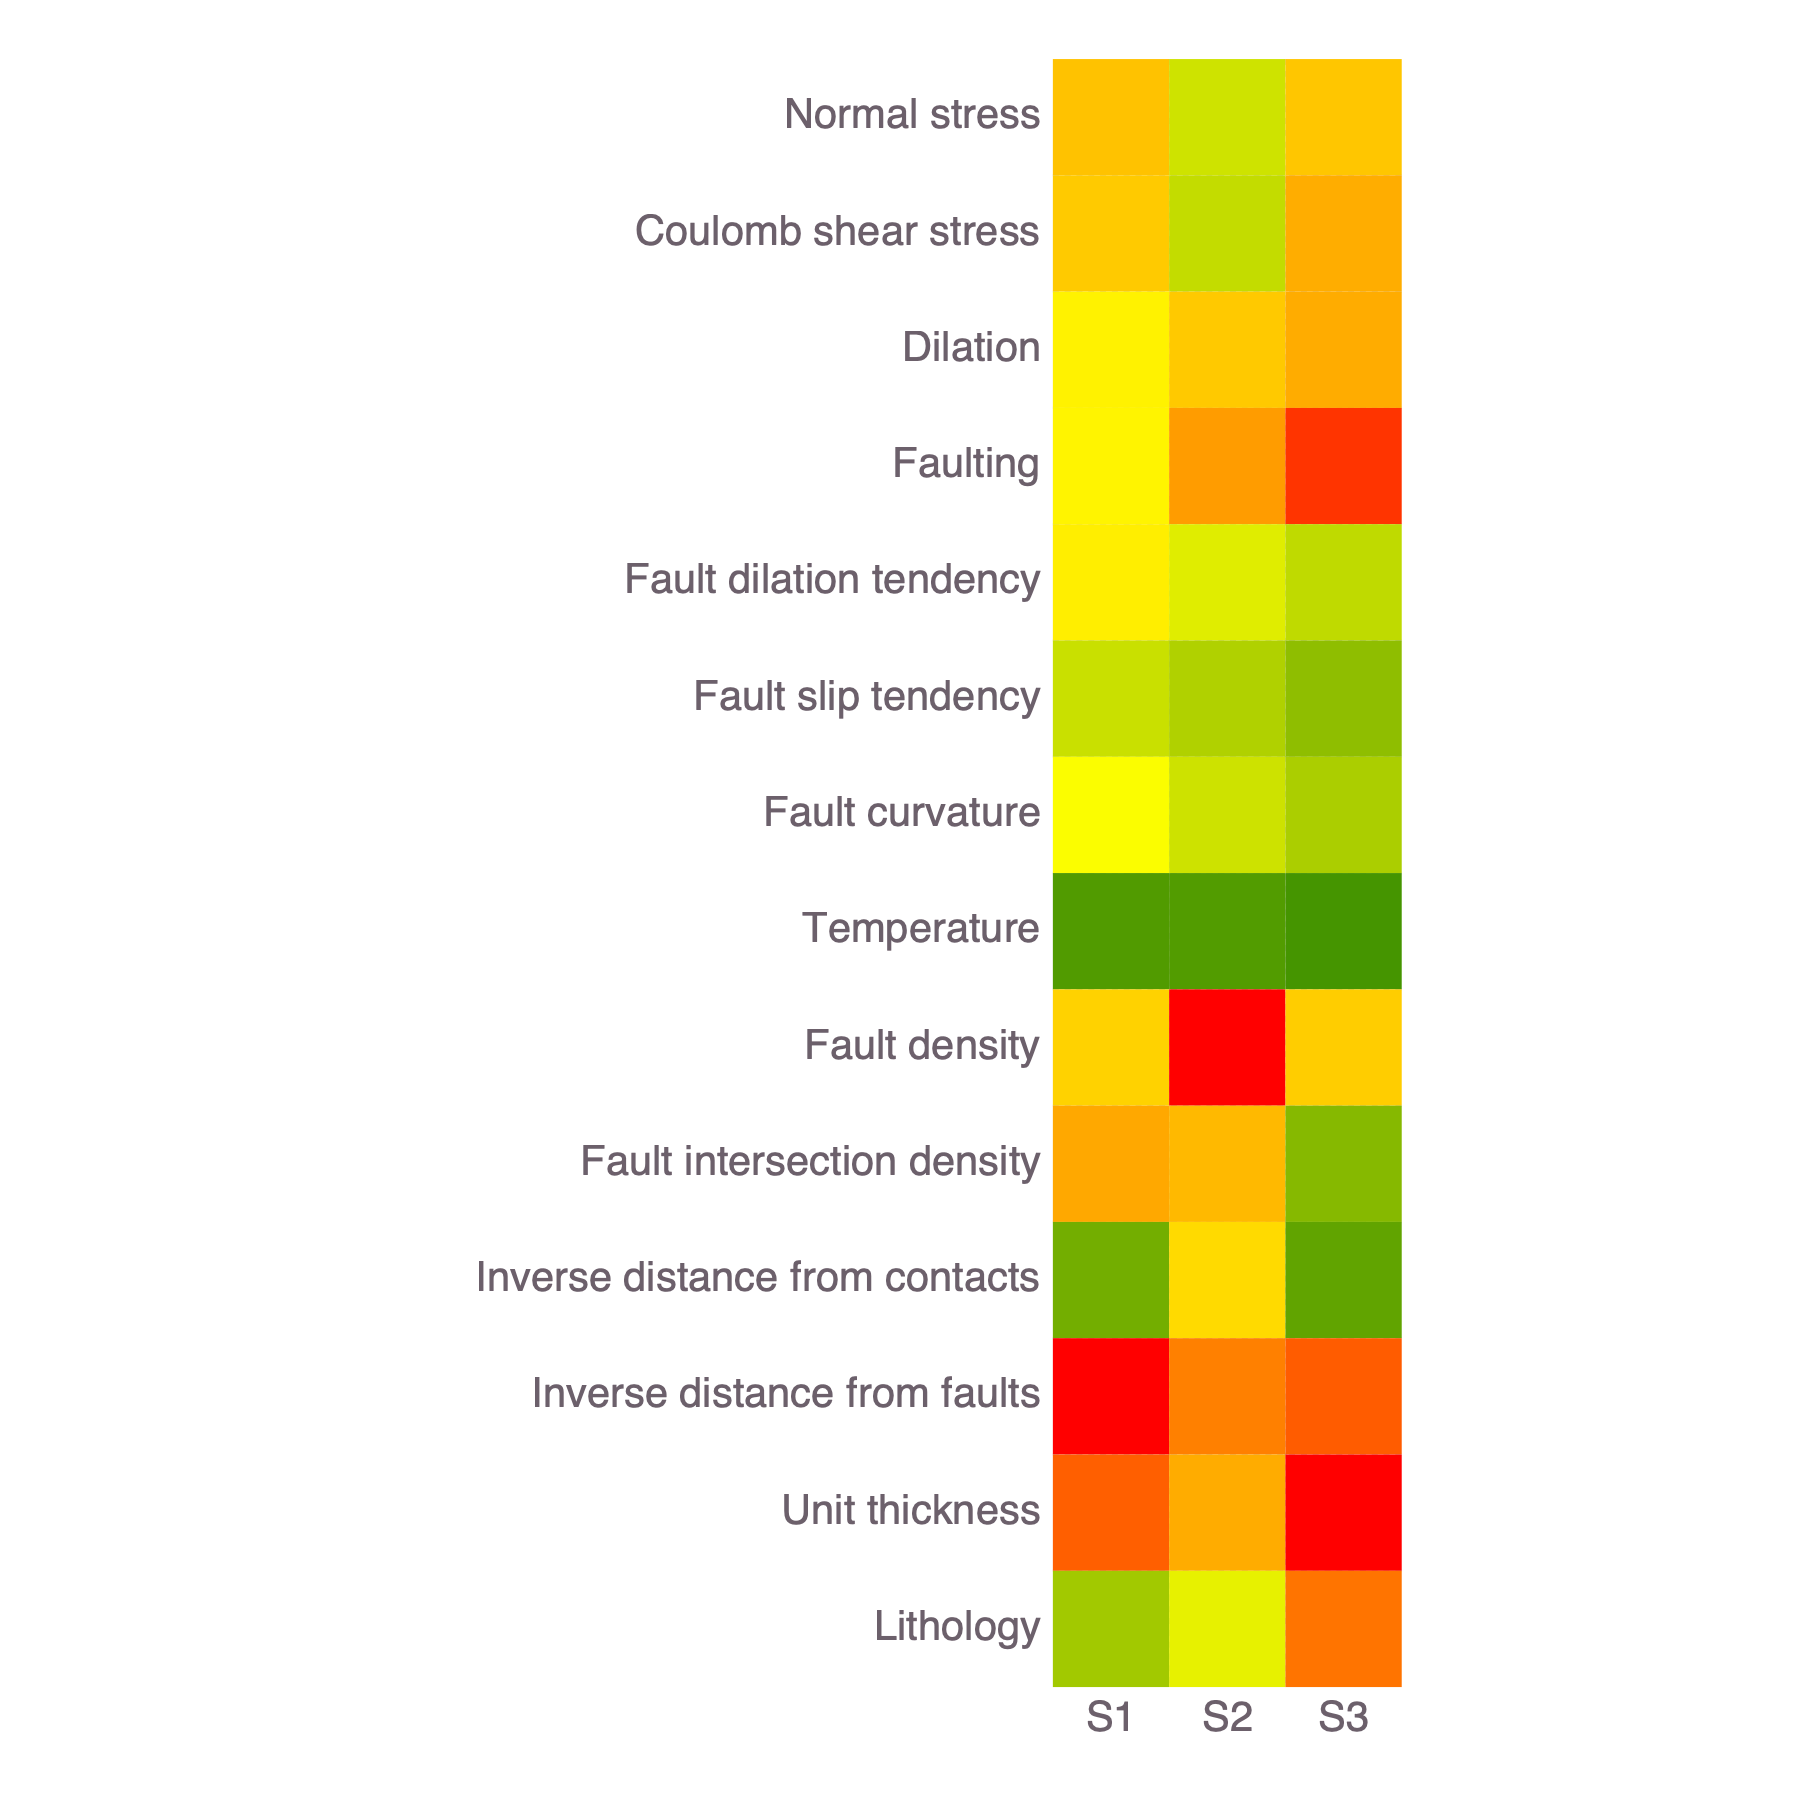 Normal stress
Coulomb shear stress
Dilation
Faulting
Fault dilation tendency
Fault slip tendency
Fault curvature
Temperature
Fault density
Fault intersection density
Inverse distance from contacts
Inverse distance from faults
Unit thickness
Lithology
S1 S2 S3